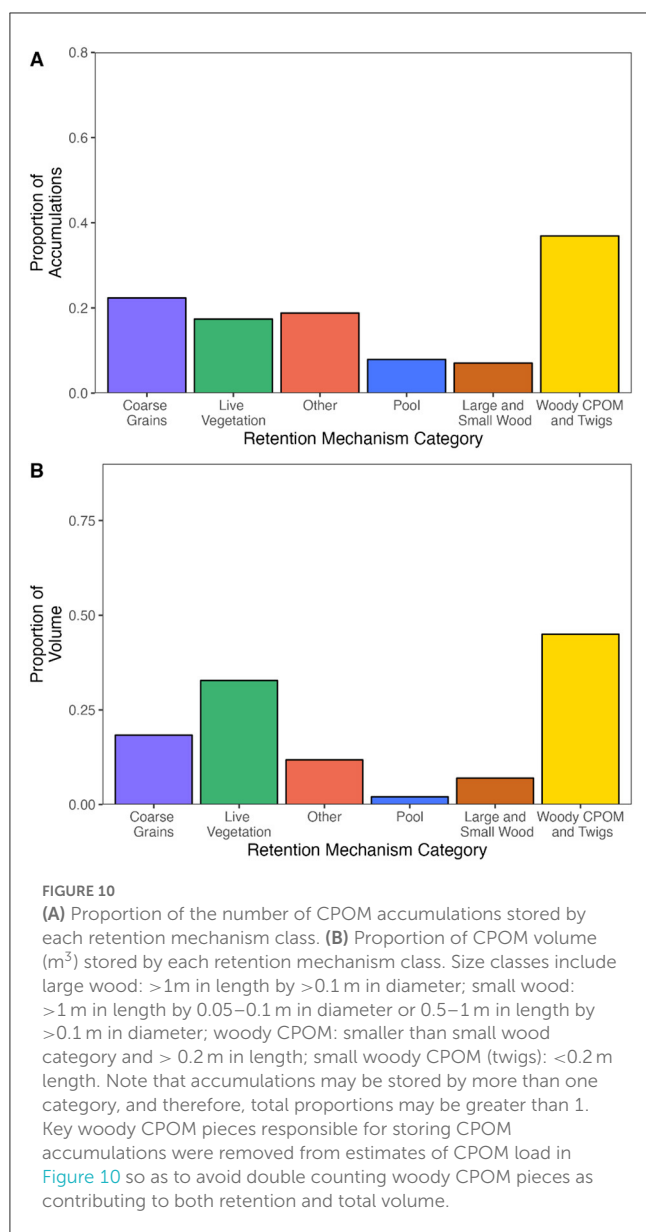 A
0.8
0.6
0.4
0.2
0.0
Proportion of
Accumulations
Coarse
Grains
Live
Vegetation
Other
Pool
Large and
Small Wood
Woody CPOM
and Twigs
Retention Mechanism Category
B
0.75
0.50
0.25
0.00
Proportion of
Volume
Coarse
Grains
Live
Vegetation
Other
Pool
Large and
Small Wood
Woody CPOM
and Twigs
Retention Mechanism Category
FIGURE 10
(A) Proportion of the number of CPOM accumulations stored by
each retention mechanism class. (B) Proportion of CPOM volume
(m³) stored by each retention mechanism class. Size classes include
large wood: >1m in length by >0.1 m in diameter; small wood:
>1 m in length by 0.05–0.1 m in diameter or 0.5–1 m in length by
>0.1 m in diameter; woody CPOM: smaller than small wood
category and > 0.2 m in length; small woody CPOM (twigs): <0.2 m
length. Note that accumulations may be stored by more than one
category, and therefore, total proportions may be greater than 1.
Key woody CPOM pieces responsible for storing CPOM
accumulations were removed from estimates of CPOM load in
Figure 10 so as to avoid double counting woody CPOM pieces as
contributing to both retention and total volume.